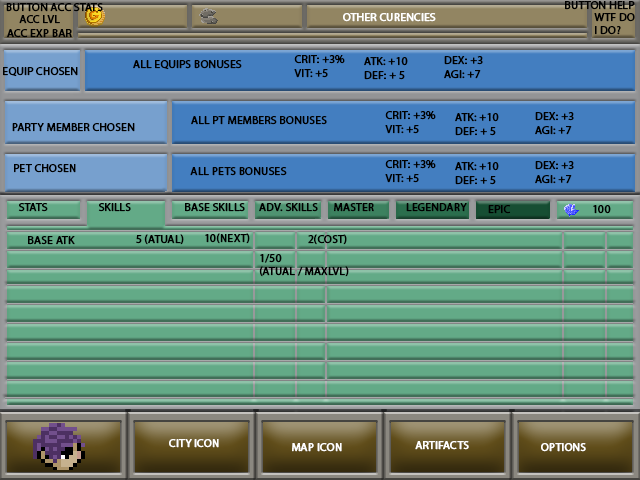 BUTTON ACC STATS
ACC LVL
ACC EXP BAR
OTHER CURENCIES
BUTTON HELP
WTF DO
I DO?
EQUIP CHOSEN
ALL EQUIPS BONUSES
CRIT: +3% ATK: +10 DEX: +3
VIT: +5 DEF: + 5 AGI: +7
PARTY MEMBER CHOSEN
ALL PT MEMBERS BONUSES
CRIT: +3% ATK: +10 DEX: +3
VIT: +5 DEF: + 5 AGI: +7
PET CHOSEN
ALL PETS BONUSES
CRIT: +3% ATK: +10 DEX: +3
VIT: +5 DEF: + 5 AGI: +7
STATS SKILLS BASE SKILLS ADV. SKILLS MASTER LEGENDARY EPIC 100
BASE ATK 5 (ATUAL) 10(NEXT) 2(COST)
1/50
(ATUAL / MAXLVL)
CITY ICON MAP ICON ARTIFACTS OPTIONS